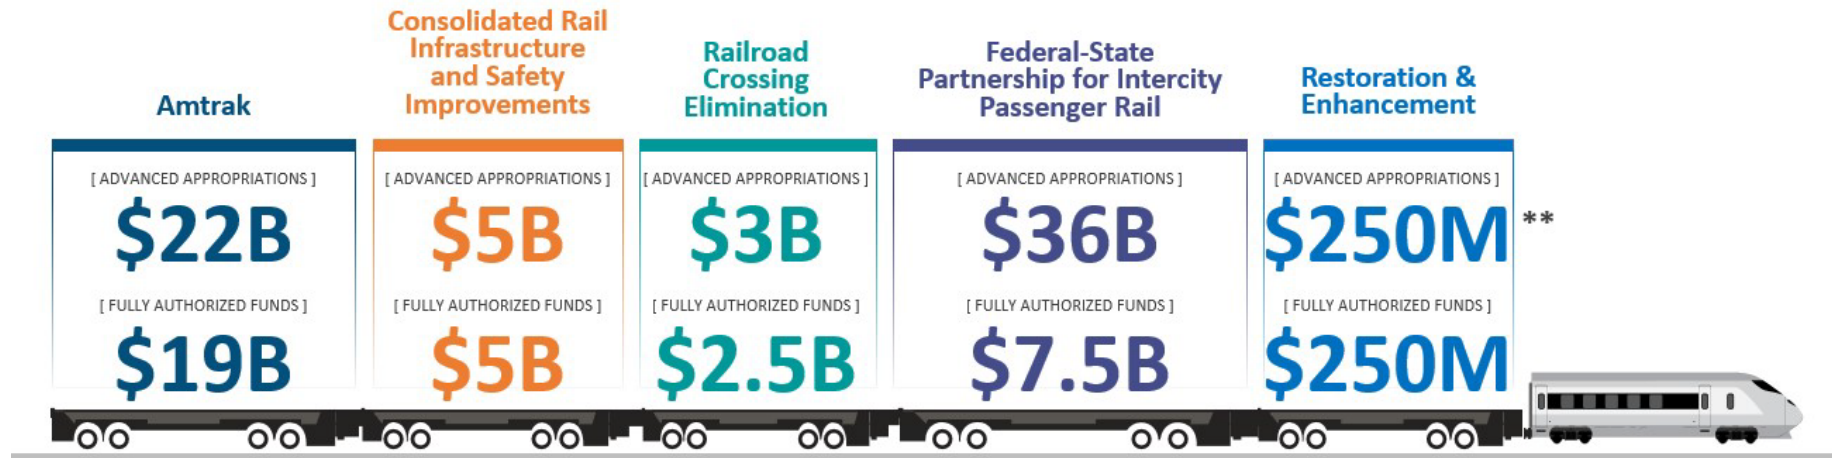 Amtrak
[ ADVANCED APPROPRIATIONS ]
$22B
[ FULLY AUTHORIZED FUNDS ]
$19B
Consolidated Rail
Infrastructure
and Safety
Improvements
[ ADVANCED APPROPRIATIONS ]
$5B
[ FULLY AUTHORIZED FUNDS ]
$5B
Railroad
Crossing
Elimination
[ ADVANCED APPROPRIATIONS ]
$3B
[ FULLY AUTHORIZED FUNDS ]
$2.5B
Federal-State
Partnership for Intercity
Passenger Rail
[ ADVANCED APPROPRIATIONS ]
$36B
[ FULLY AUTHORIZED FUNDS ]
$7.5B
Restoration &
Enhancement
[ ADVANCED APPROPRIATIONS ]
$250M **
[ FULLY AUTHORIZED FUNDS ]
$250M